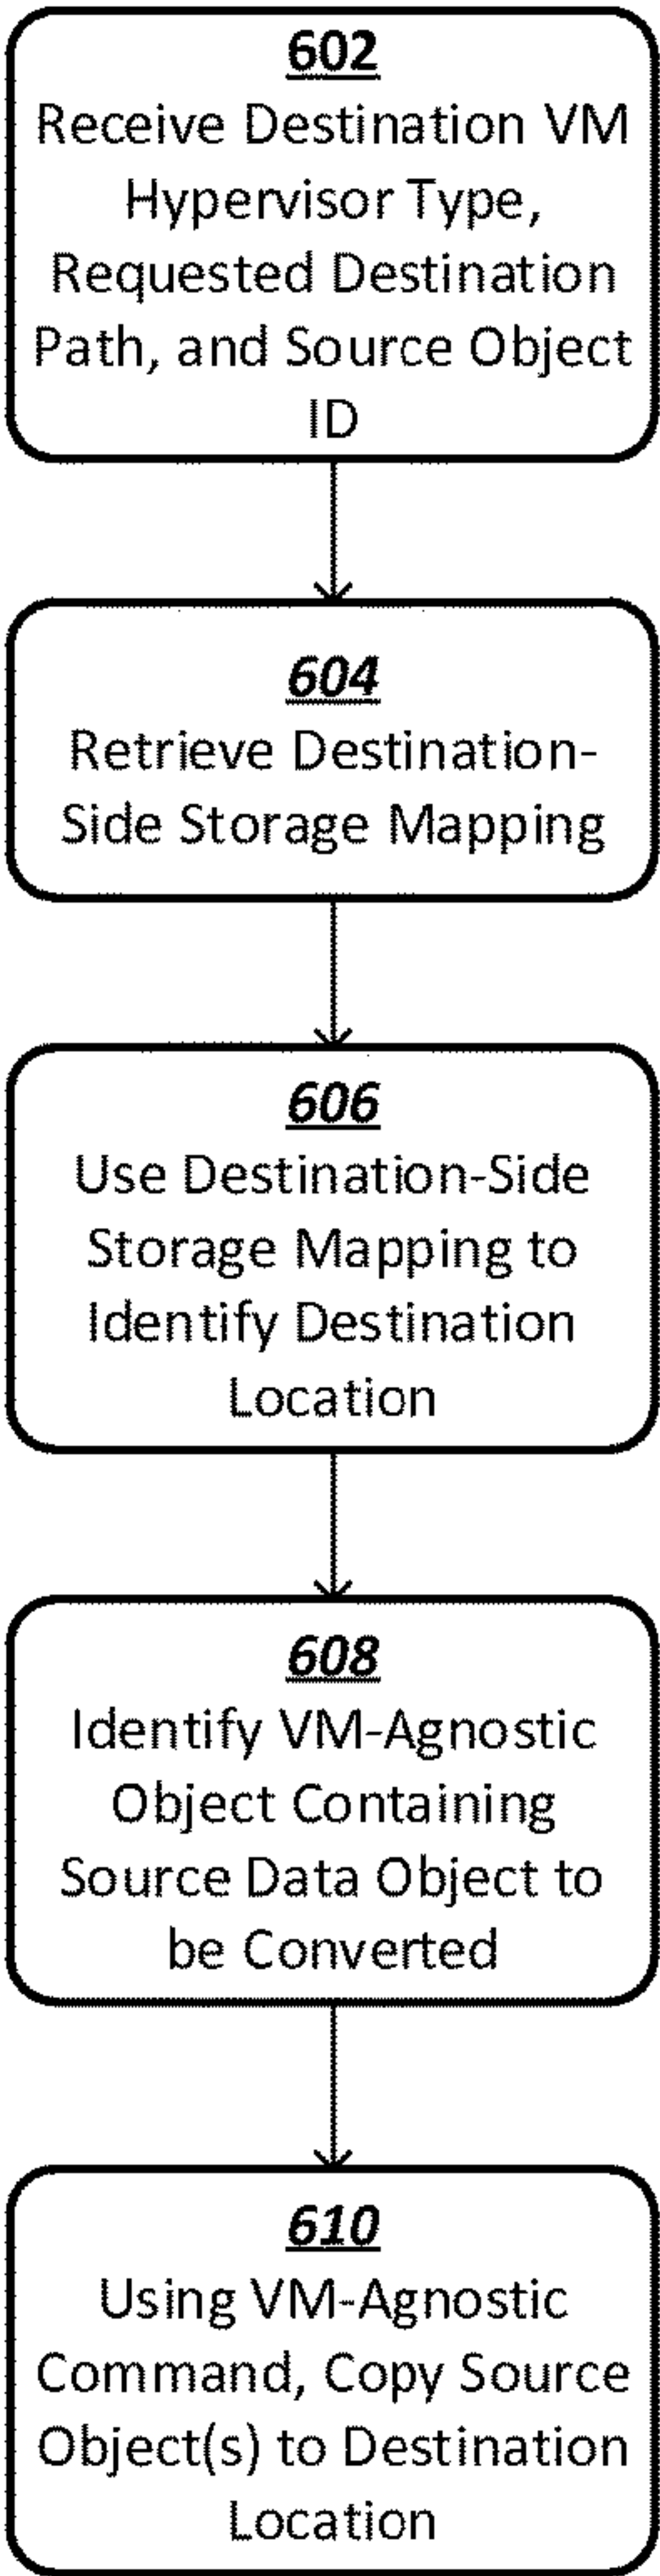 602
Receive Destination VM
Hypervisor Type,
Requested Destination
Path, and Source Object
ID
604
Retrieve Destination-
Side Storage Mapping
606
Use Destination-Side
Storage Mapping to
Identify Destination
Location
608
Identify VM-Agnostic
Object Containing
Source Data Object to
be Converted
610
Using VM-Agnostic
Command, Copy Source
Object(s) to Destination
Location